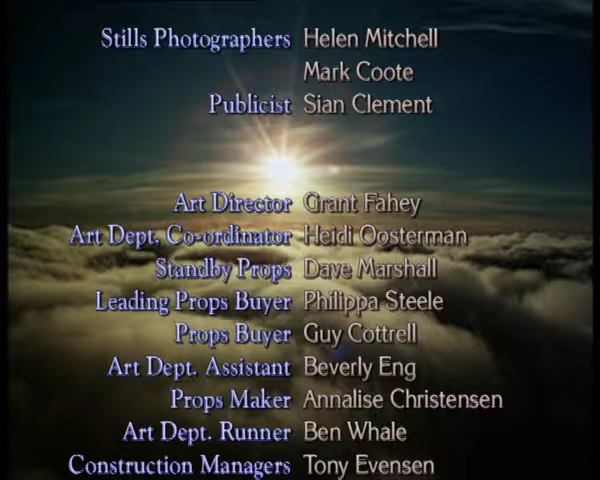 Stills Photographers Helen Mitchell
Mark Coote
Publicist Sian Clement
Art Director Grant Fahey
Art Dept. Co-ordinator Heidi Oosterman
Standby Props Dave Marshall
Leading Props Buyer Philippa Steele
Props Buyer Guy Cottrell
Art Dept. Assistant Beverly Eng
Props Maker Annalise Christensen
Art Dept. Runner Ben Whale
Construction Managers Tony Evensen